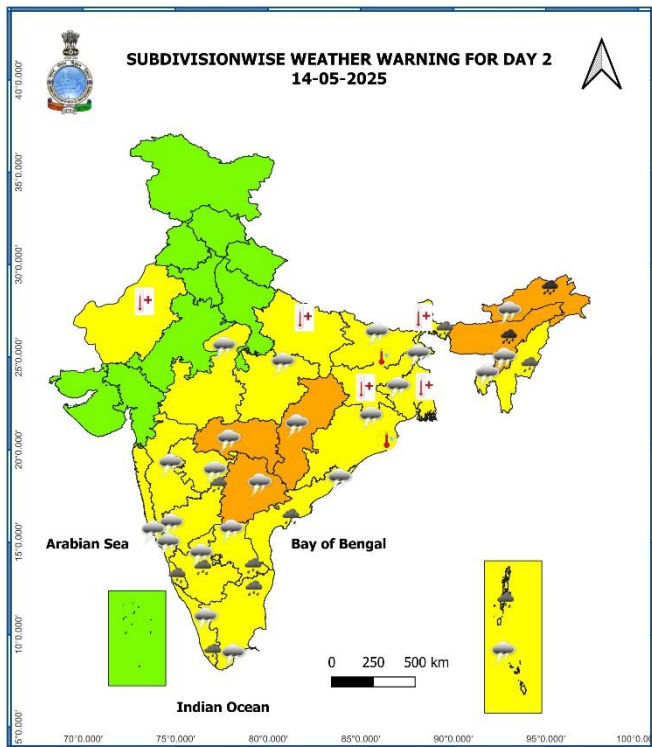 SUBDIVISIONWISE WEATHER WARNING FOR DAY 2
14-05-2025
40°0.000'
35°0.000'
30°0.000'
25°0.000'
20°0.000'
15°0.000'
10°0.000'
5°0.000'
Arabian Sea
Bay of Bengal
0 250 500 km
Indian Ocean
70°0.000' 75°0.000' 80°0.000' 85°0.000' 90°0.000' 95°0.000' 100°0.00